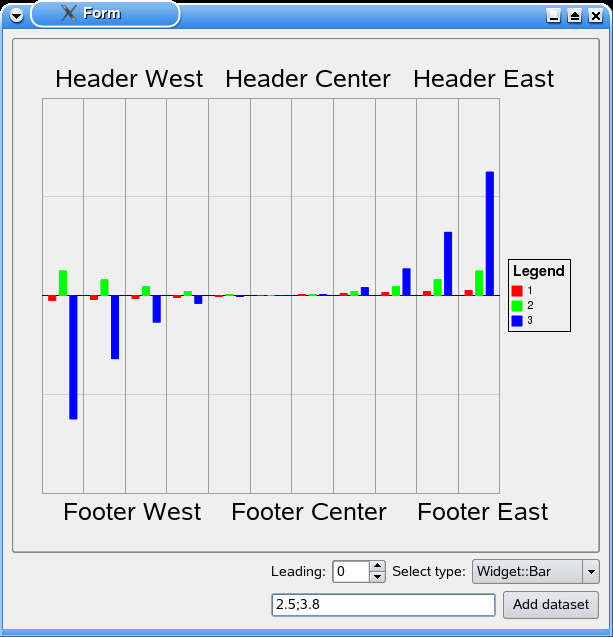 Form
Header West Header Center Header East
Legend
1
2
3
Footer West Footer Center Footer East
Leading: 0 Select type: Widget::Bar
2.5;3.8 Add dataset